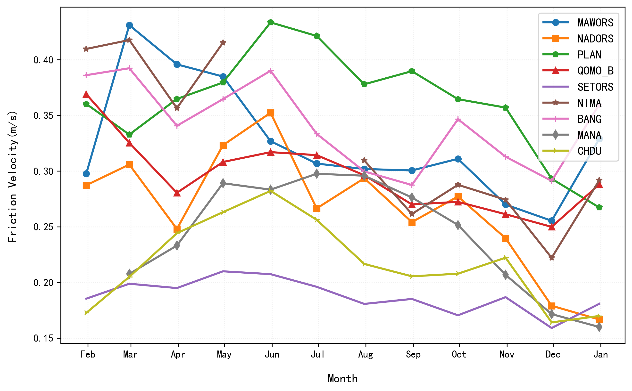 MAWORS
NADORS
PLAN
QOMO_B
SETORS
NIMA
BANG
MANA
CHDU
0.40
0.35
0.30
0.25
0.20
0.15
Friction Velocity(m/s)
Feb Mar Apr May Jun Jul Aug Sep Oct Nov Dec Jan
Month